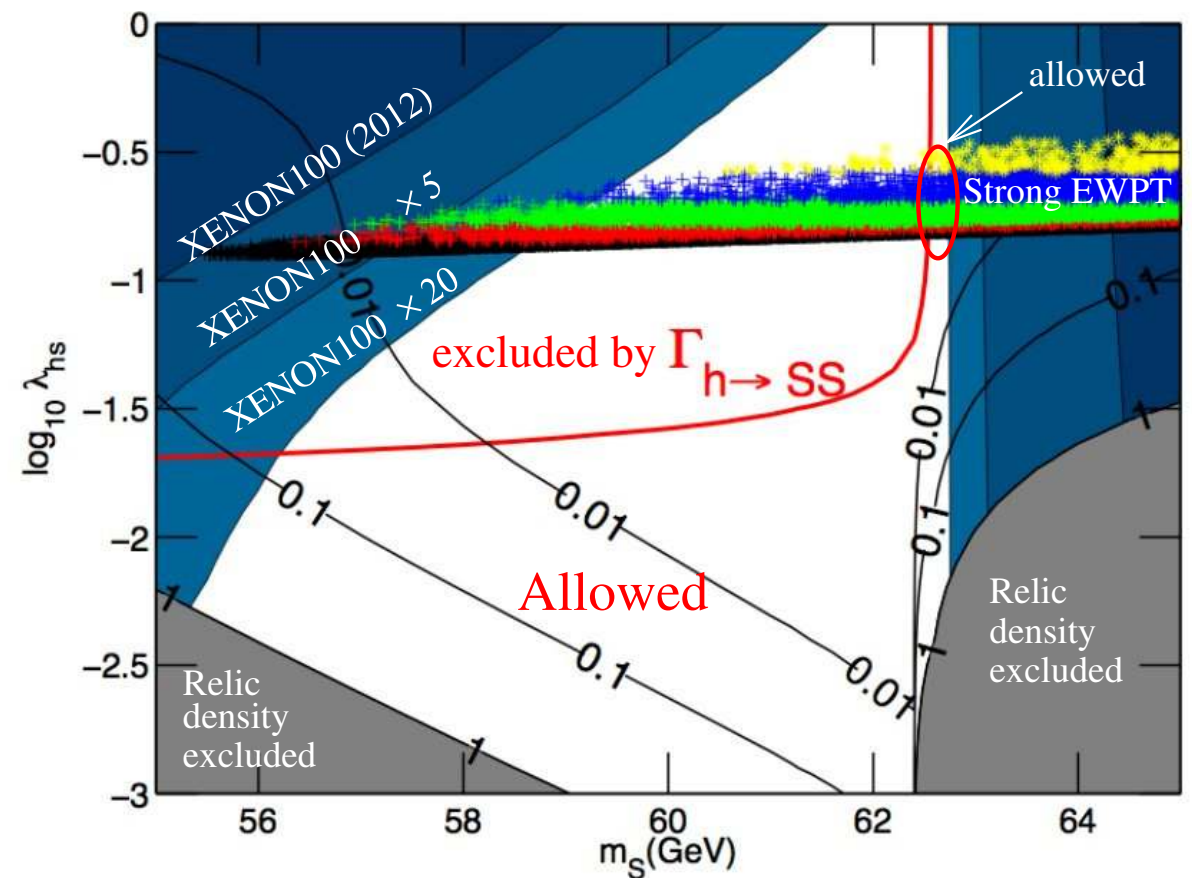 0
allowed
−0.5
XENON100 (2012)
× 5
Strong EWPT
XENON100
−1
.01
0.1
XENON100 × 20
excluded by Γ
h→ SS
log10 λhs
−1.5
0.01
1
0.1
0.01
0.1
−2
Allowed
1
Relic
density
excluded
1
−2.5
0.1
0.01
Relic
density
excluded
1
−3
56
58
60
62
64
mS(GeV)